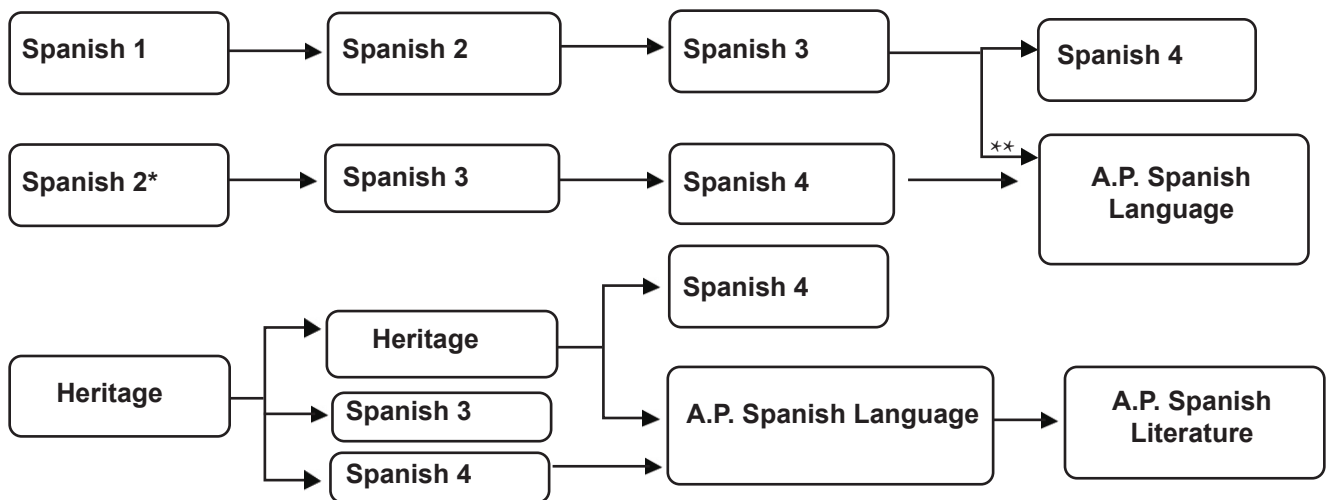 Spanish 1
Spanish 2
Spanish 3
Spanish 4
**
Spanish 2*
Spanish 3
Spanish 4
A.P. Spanish
Language
Spanish 4
Heritage
Heritage
Spanish 3
Spanish 4
A.P. Spanish Language
A.P. Spanish
Literature